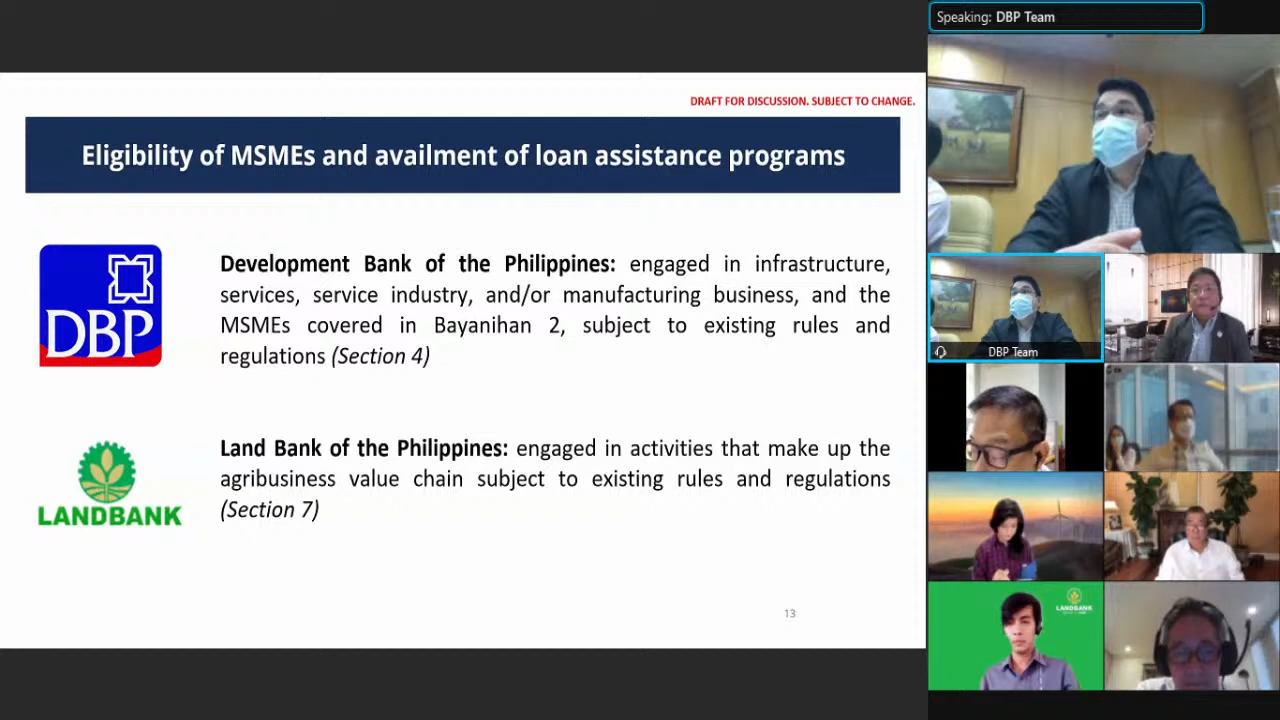 Speaking: DBP Team
DRAFT FOR DISCUSSION. SUBJECT TO CHANGE.
Eligibility of MSMEs and availment of loan assistance programs
DBP
Development Bank of the Philippines: engaged in infrastructure,
services, service industry, and/or manufacturing business, and the
MSMEs covered in Bayanihan 2, subject to existing rules and
regulations (Section 4)
LANDBANK
Land Bank of the Philippines: engaged in activities that make up the
agribusiness value chain subject to existing rules and regulations
(Section 7)
13
DBP Team
LANDBANK